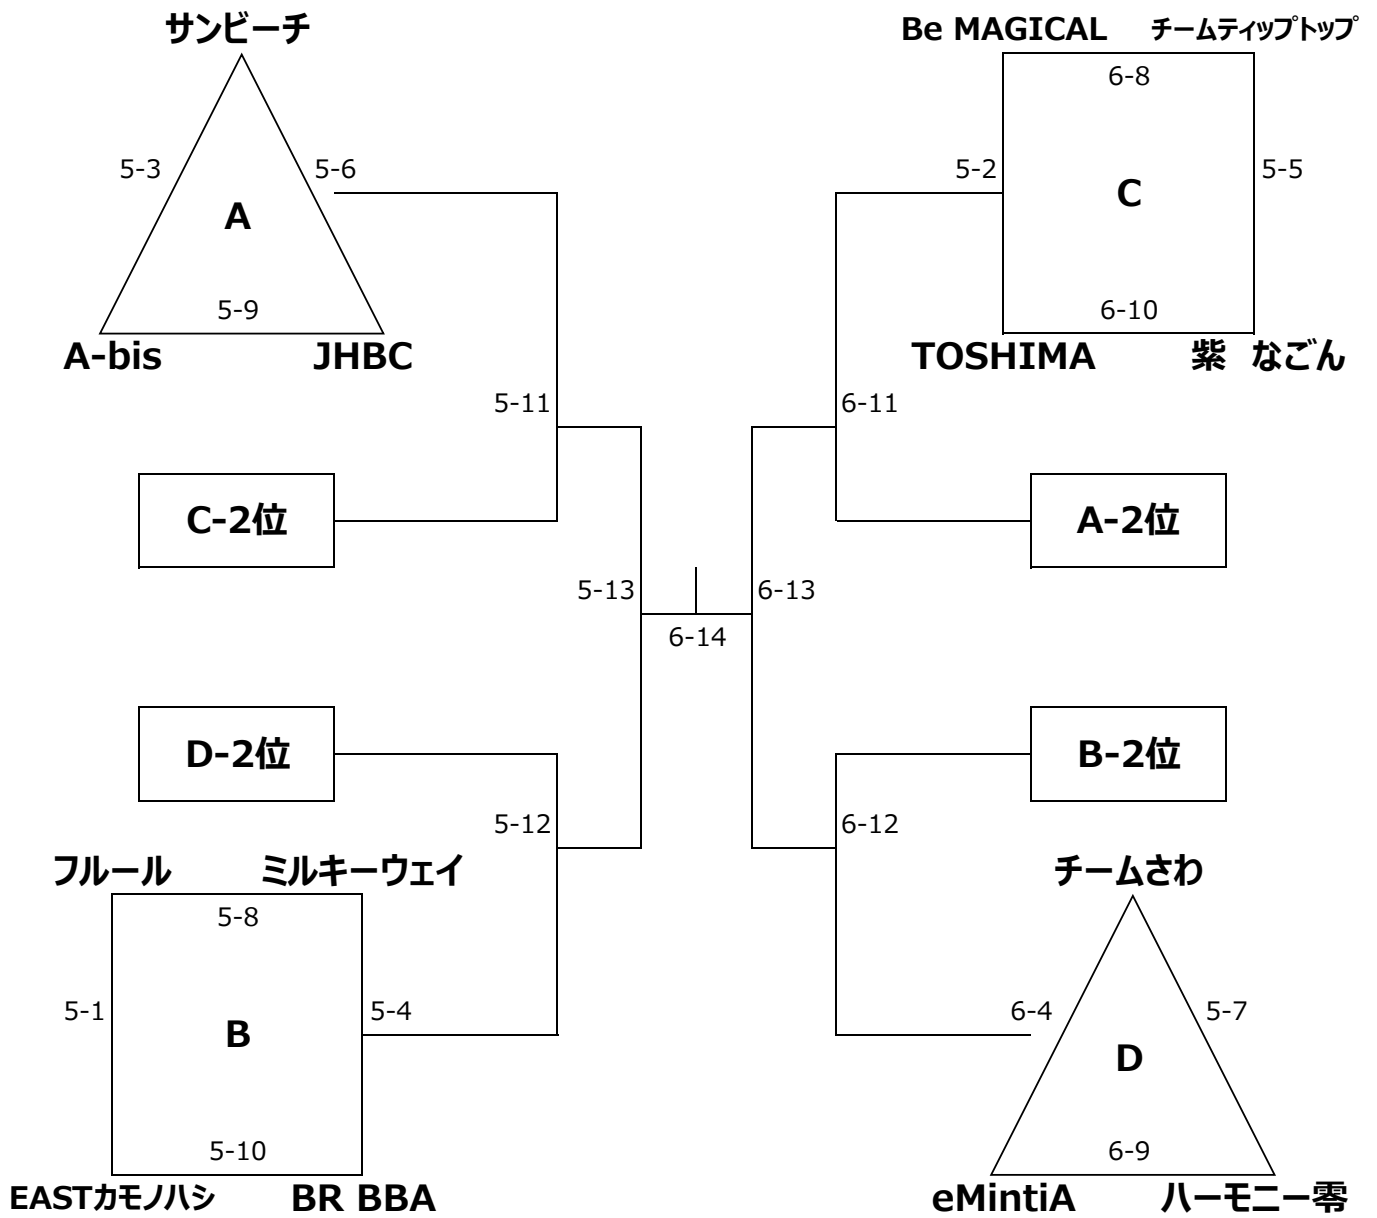 サンビーチ
Be MAGICAL チームティップトップ
6-8
5-3 5-6
5-2 5-5
A
C
5-9
6-10
A-bis JHBC
TOSHIMA 紫 なごん
5-11
6-11
C-2位
A-2位
5-13
6-13
6-14
D-2位
B-2位
5-12
6-12
フルール ミルキーウェイ
チームさわ
5-8
5-1 5-4
6-4 5-7
B
D
5-10
6-9
EASTカモノハシ BR BBA
eMintiA ハーモニー零